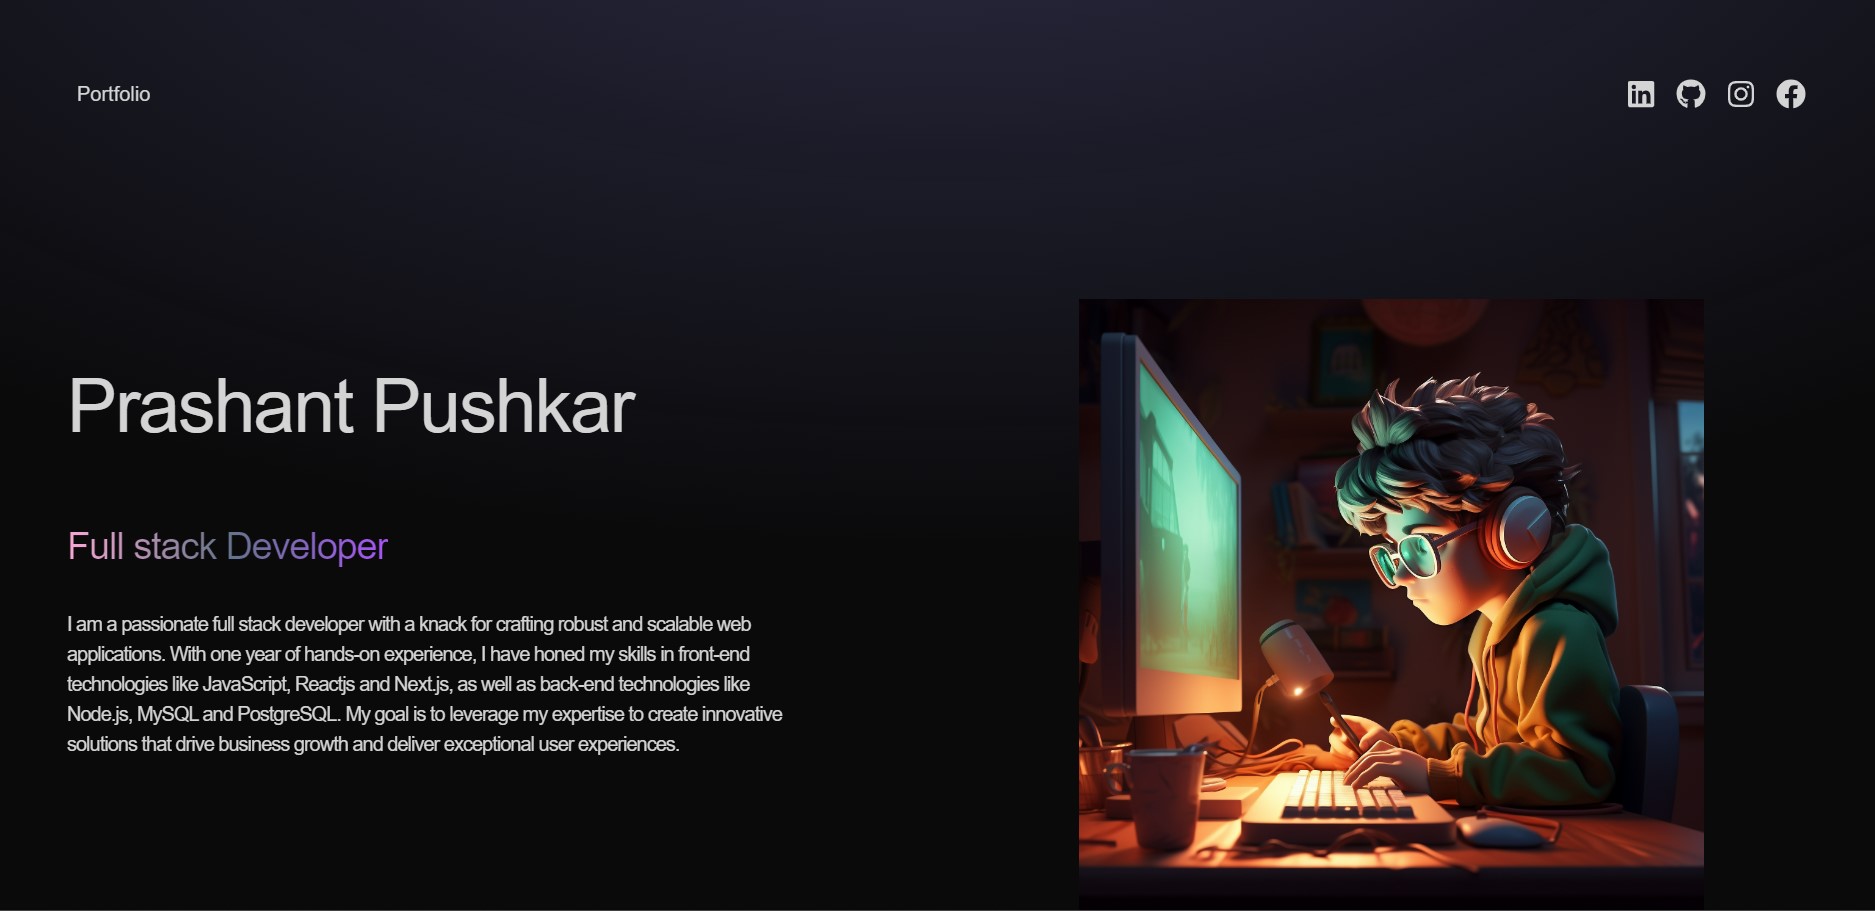 Portfolio
in
Prashant Pushkar
Full stack Developer
I am a passionate full stack developer with a knack for crafting robust and scalable web
applications. With one year of hands-on experience, I have honed my skills in front-end
technologies like JavaScript, Reactjs and Next.js, as well as back-end technologies like
Node.js, MySQL and PostgreSQL. My goal is to leverage my expertise to create innovative
solutions that drive business growth and deliver exceptional user experiences.